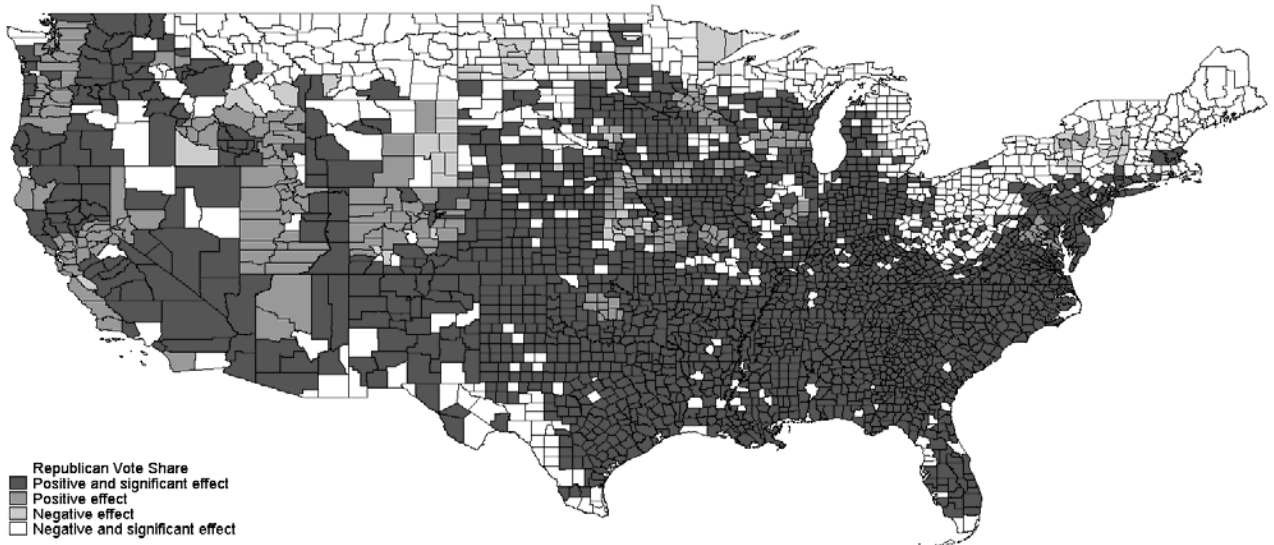 Republican Vote Share
Positive and significant effect
Positive effect
Negative effect
Negative and significant effect